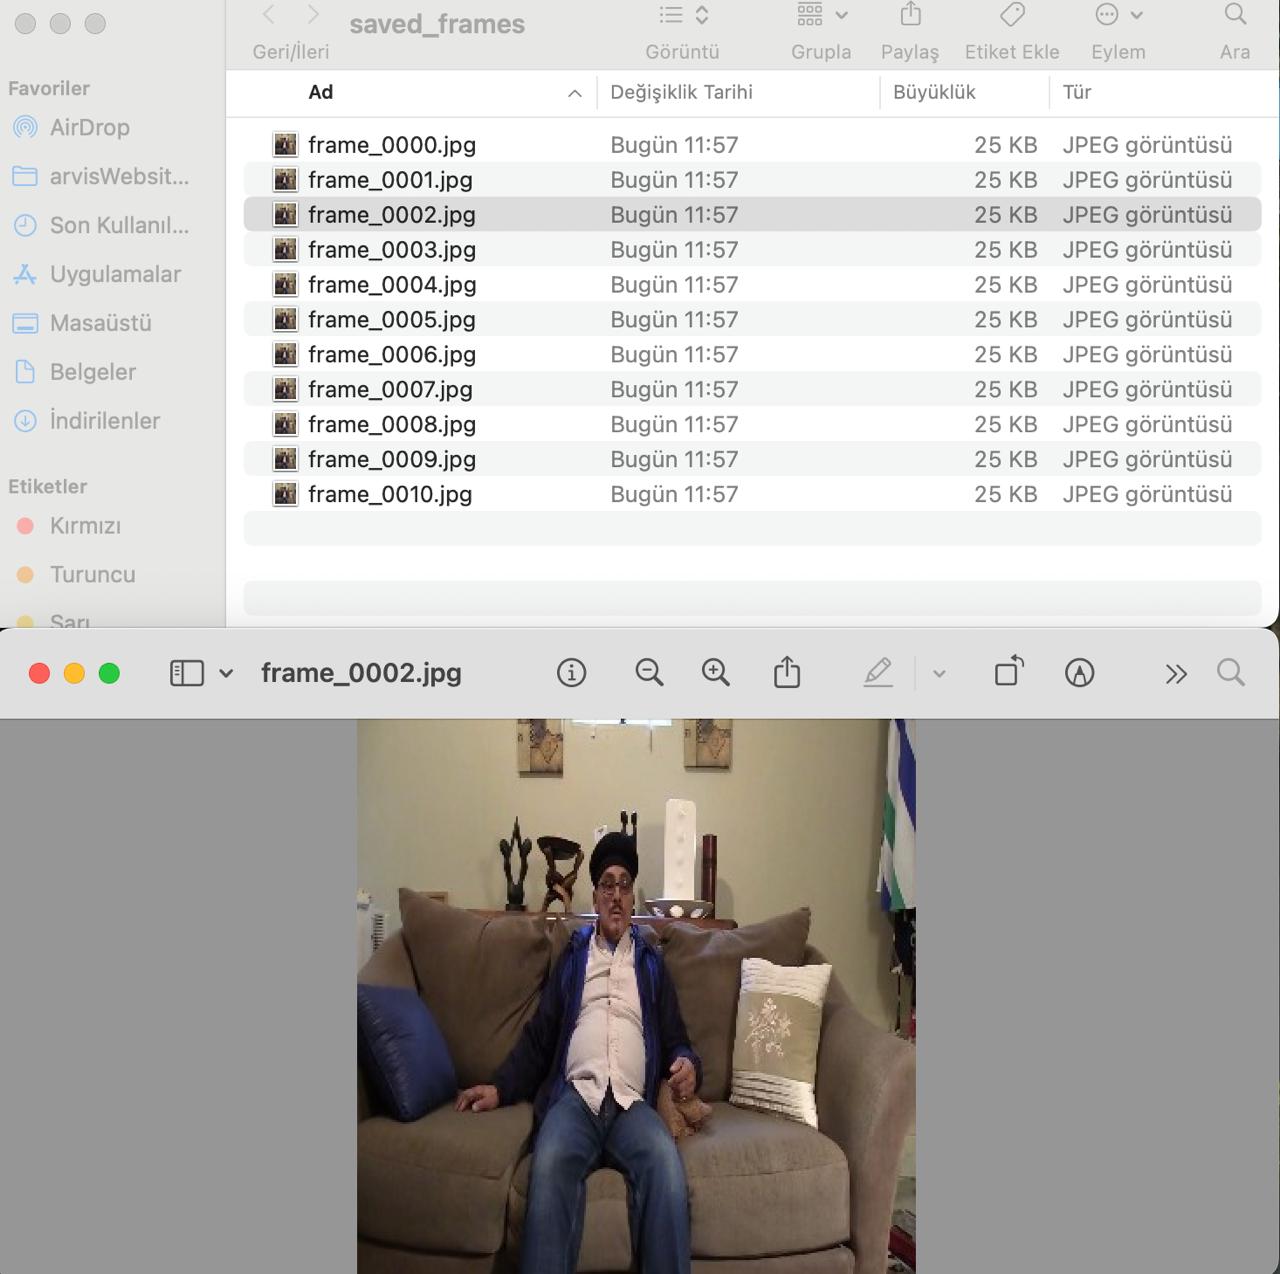 saved_frames
Geri/İleri
Görüntü
Grupla
Paylaş
Etiket Ekle
Eylem
Ara
Favoriler
AirDrop
arvisWebsit...
Son Kullanıl...
Uygulamalar
Masaüstü
Belgeler
İndirilenler
Etiketler
Kırmızı
Turuncu
Sarı
Ad Değişiklik Tarihi Büyüklük Tür
frame_0000.jpg Bugün 11:57 25 KB JPEG görüntüsü
frame_0001.jpg Bugün 11:57 25 KB JPEG görüntüsü
frame_0002.jpg Bugün 11:57 25 KB JPEG görüntüsü
frame_0003.jpg Bugün 11:57 25 KB JPEG görüntüsü
frame_0004.jpg Bugün 11:57 25 KB JPEG görüntüsü
frame_0005.jpg Bugün 11:57 25 KB JPEG görüntüsü
frame_0006.jpg Bugün 11:57 25 KB JPEG görüntüsü
frame_0007.jpg Bugün 11:57 25 KB JPEG görüntüsü
frame_0008.jpg Bugün 11:57 25 KB JPEG görüntüsü
frame_0009.jpg Bugün 11:57 25 KB JPEG görüntüsü
frame_0010.jpg Bugün 11:57 25 KB JPEG görüntüsü
frame_0002.jpg